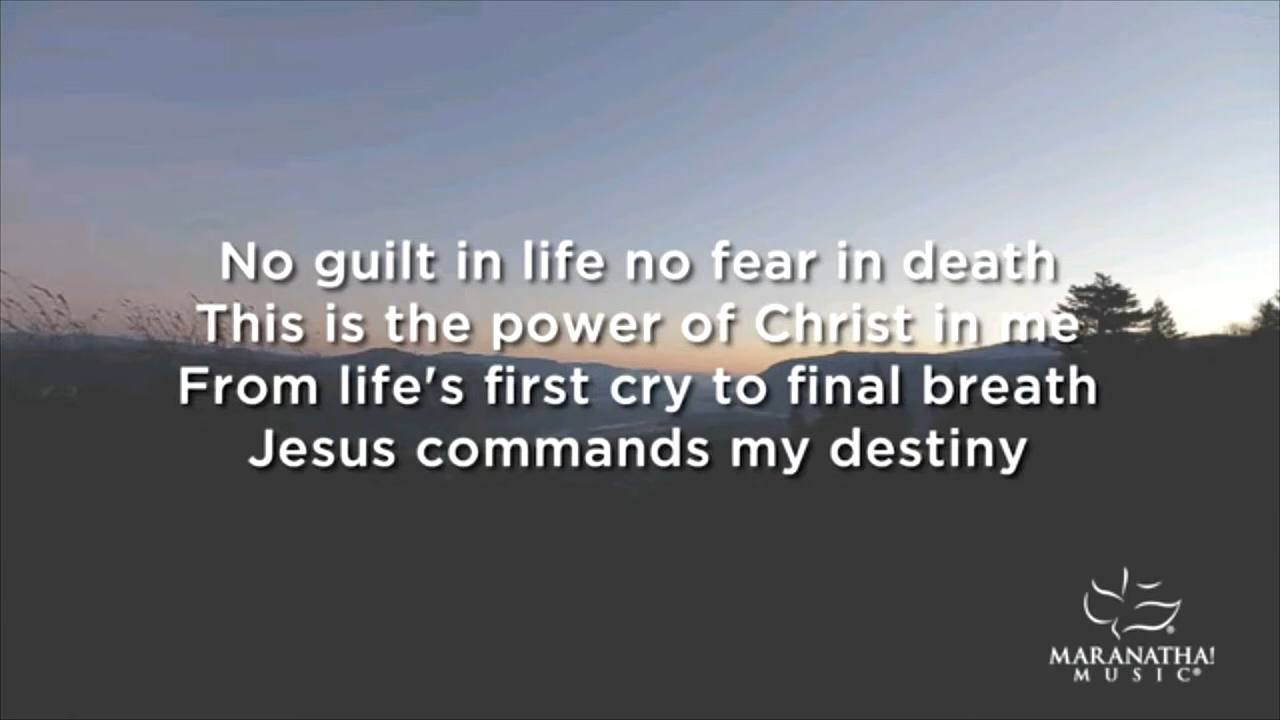 No guilt in life no fear in death
This is the power of Christ in me
From life's first cry to final breath
Jesus commands my destiny
MARANATHA!
MUSIC®